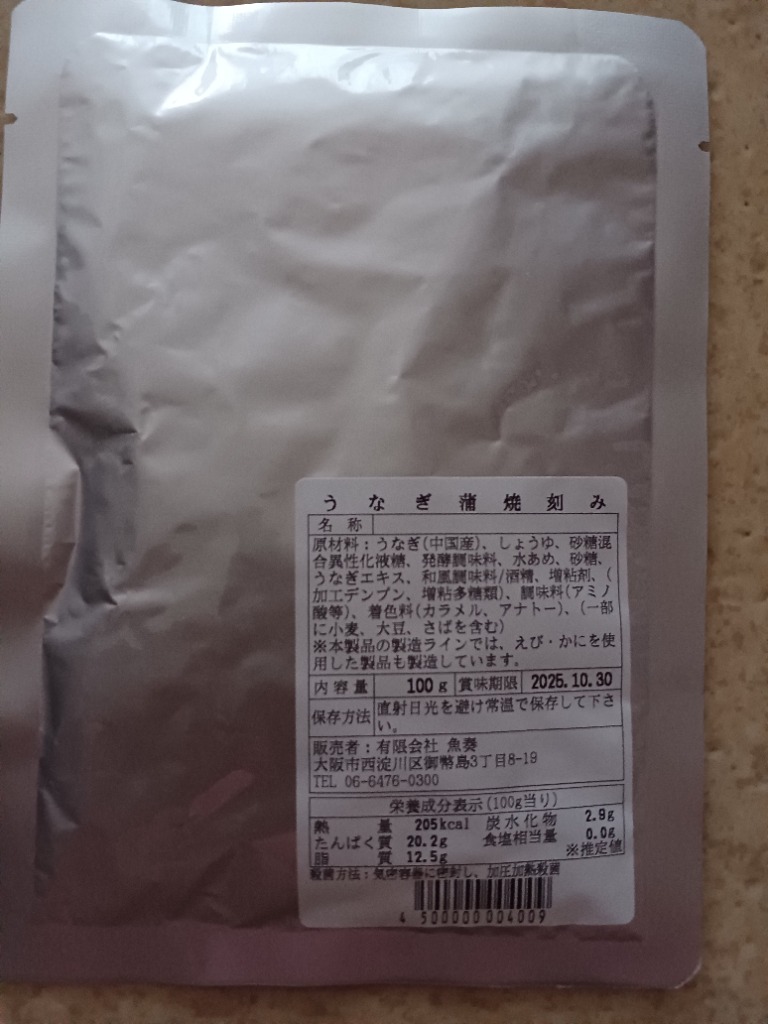 うなぎ蒲焼刻み
名称
原材料：うなぎ(中国産)、しょうゆ、砂糖混
合異性化液糖、発酵調味料、水あめ、砂糖、
うなぎエキス、和風調味料/酒精、増粘剤、(
加工デンプン、増粘多糖類)、調味料(アミノ
酸等)、着色料(カラメル、アナトー)、(一部
に小麦、大豆、さばを含む)
※本製品の製造ラインでは、えび・かにを使
用した製品も製造しています。
内容量 100g 賞味期限 2025.10.30
保存方法 直射日光を避け常温で保存して下さ
い。
販売者：有限会社 魚奏
大阪市西淀川区御幣島3丁目8-19
TEL 06-6476-0300
栄養成分表示(100g当り)
熱量 205kcal 炭水化物 2.9g
たんぱく質 20.2g 食塩相当量 0.0g
脂質 12.5g ※推定値
殺菌方法：気密容器に密封し、加圧加熱殺菌
4 500000 004009